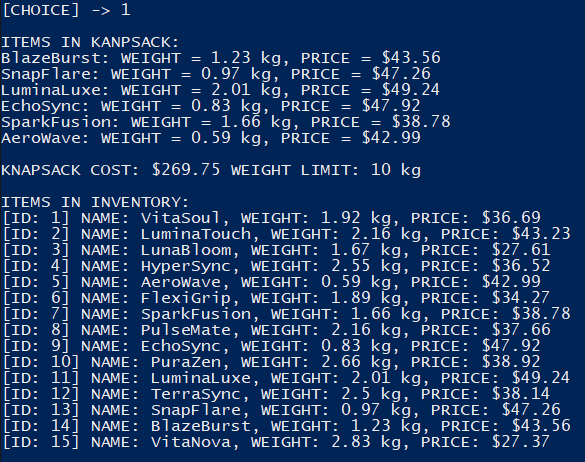 [CHOICE] -> 1
ITEMS IN KANPSACK:
BlazeBurst: WEIGHT = 1.23 kg, PRICE = $43.56
SnapFlare: WEIGHT = 0.97 kg, PRICE = $47.26
LuminaLuxe: WEIGHT = 2.01 kg, PRICE = $49.24
EchoSync: WEIGHT = 0.83 kg, PRICE = $47.92
SparkFusion: WEIGHT = 1.66 kg, PRICE = $38.78
AeroWave: WEIGHT = 0.59 kg, PRICE = $42.99
KNAPSACK COST: $269.75 WEIGHT LIMIT: 10 kg
ITEMS IN INVENTORY:
[ID: 1] NAME: VitaSoul, WEIGHT: 1.92 kg, PRICE: $36.69
[ID: 2] NAME: LuminaTouch, WEIGHT: 2.16 kg, PRICE: $43.23
[ID: 3] NAME: LunaBloom, WEIGHT: 1.67 kg, PRICE: $27.61
[ID: 4] NAME: HyperSync, WEIGHT: 2.55 kg, PRICE: $36.52
[ID: 5] NAME: AeroWave, WEIGHT: 0.59 kg, PRICE: $42.99
[ID: 6] NAME: FlexiGrip, WEIGHT: 1.89 kg, PRICE: $34.27
[ID: 7] NAME: SparkFusion, WEIGHT: 1.66 kg, PRICE: $38.78
[ID: 8] NAME: PulseMate, WEIGHT: 2.16 kg, PRICE: $37.66
[ID: 9] NAME: EchoSync, WEIGHT: 0.83 kg, PRICE: $47.92
[ID: 10] NAME: PuraZen, WEIGHT: 2.66 kg, PRICE: $38.92
[ID: 11] NAME: LuminaLuxe, WEIGHT: 2.01 kg, PRICE: $49.24
[ID: 12] NAME: TerraSync, WEIGHT: 2.5 kg, PRICE: $38.14
[ID: 13] NAME: SnapFlare, WEIGHT: 0.97 kg, PRICE: $47.26
[ID: 14] NAME: BlazeBurst, WEIGHT: 1.23 kg, PRICE: $43.56
[ID: 15] NAME: VitaNova, WEIGHT: 2.83 kg, PRICE: $27.37